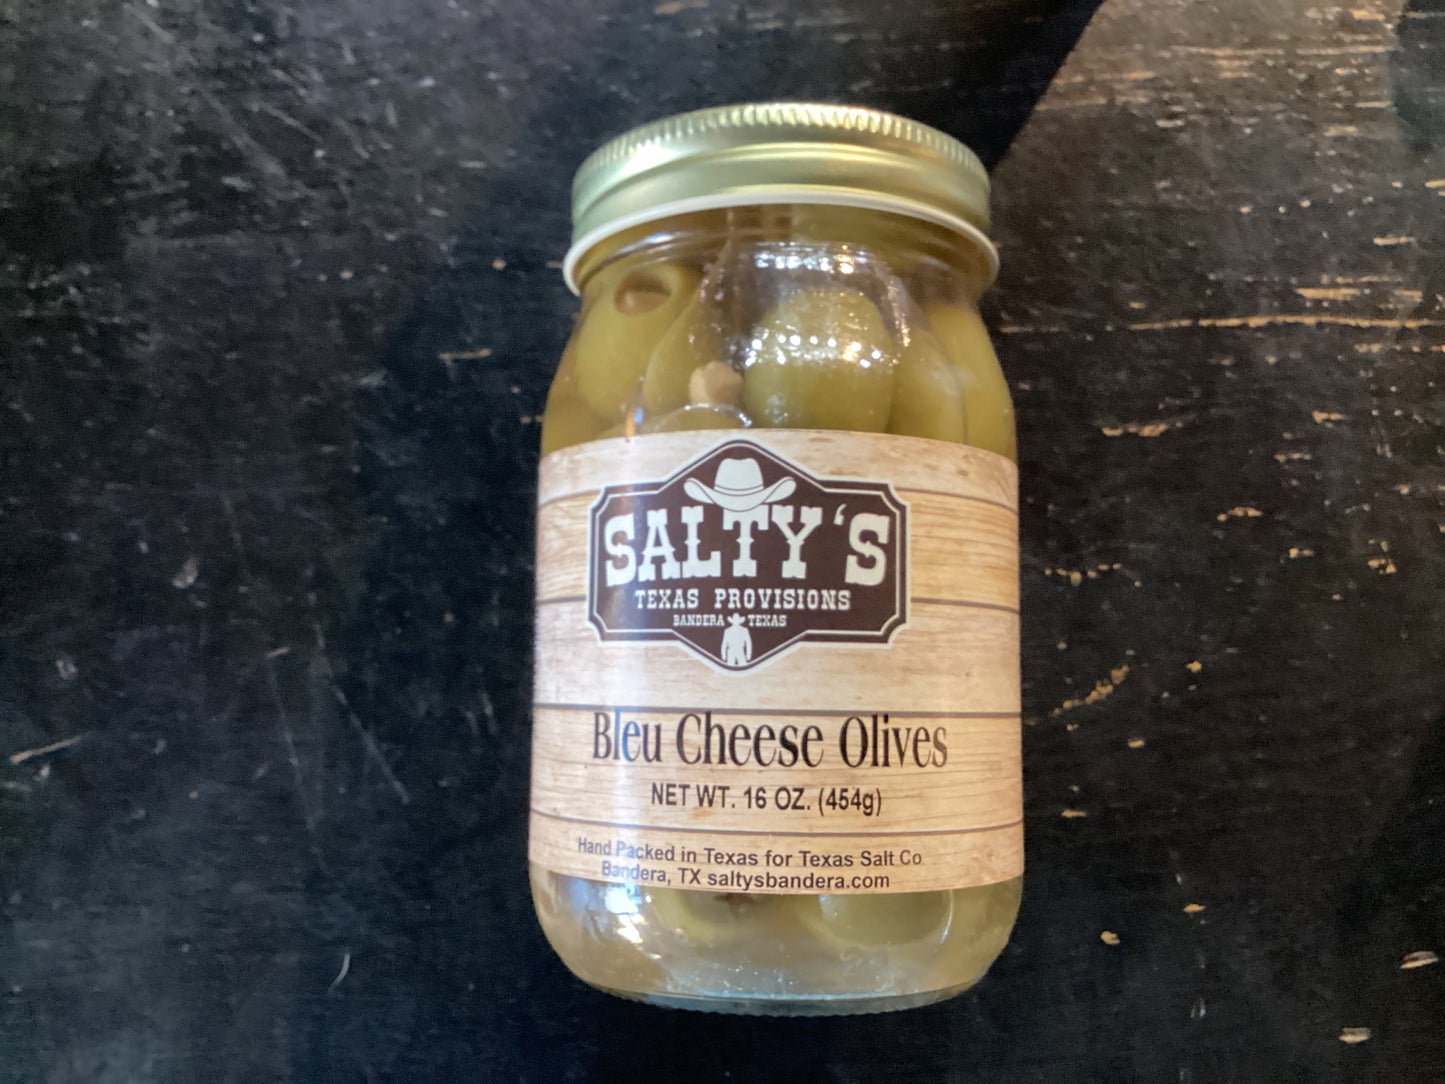 SALTY'S
TEXAS PROVISIONS
BANDERA TEXAS
Bleu Cheese Olives
NET WT. 16 OZ. (454g)
Hand Packed in Texas for Texas Salt Co
Bandera, TX saltysbandera.com